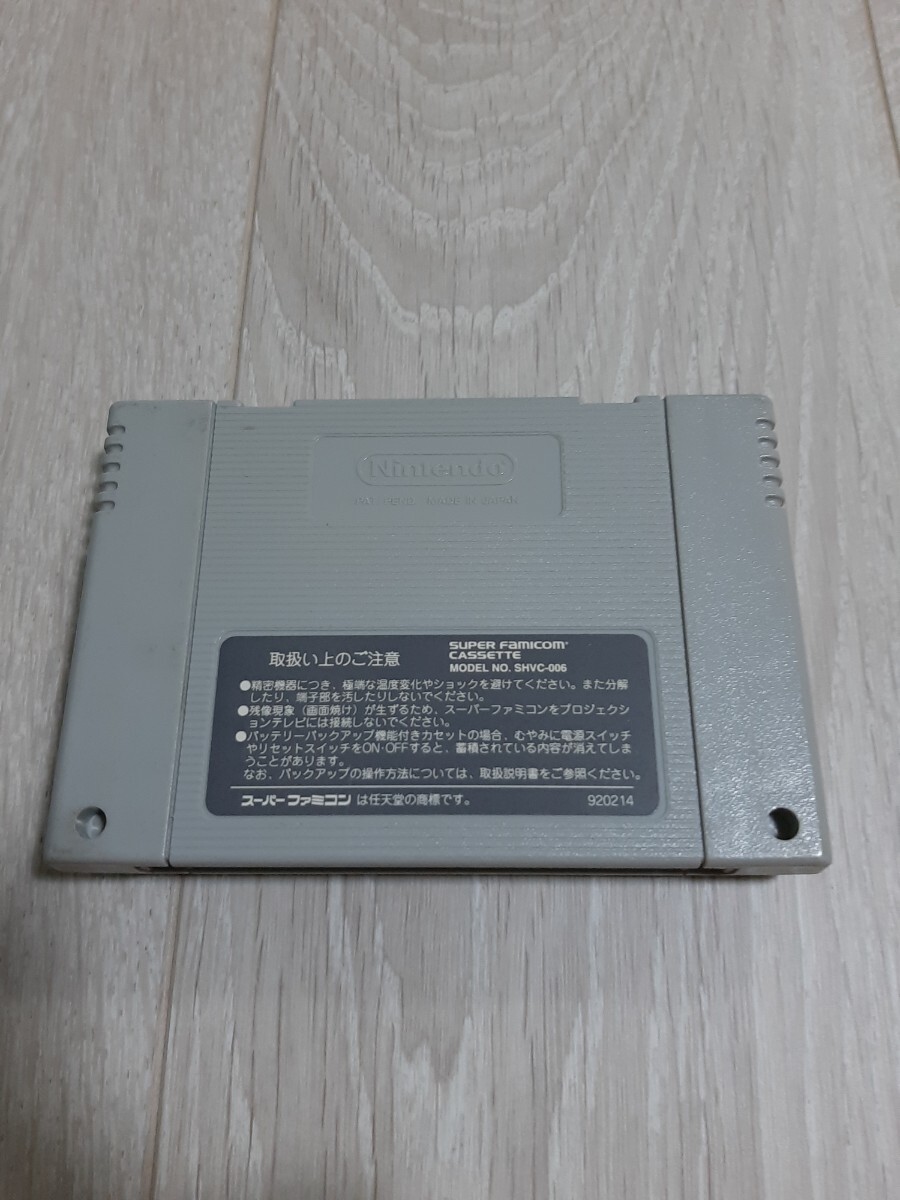 Nintendo
PAT. PEND. MADE IN JAPAN
取扱い上のご注意
SUPER FAMICOM
CASSETTE
MODEL NO. SHVC-006
●精密機器につき、極端な温度変化やショックを避けてください。また分解
したり、端子部を汚したりしないでください。
●残像現象（画面焼け）が生ずるため、スーパーファミコンをプロジェクシ
ョンテレビには接続しないでください。
●バッテリーバックアップ機能付きカセットの場合、むやみに電源スイッチ
やリセットスイッチをON・OFFすると、蓄積されている内容が消えてしま
うことがあります。
なお、バックアップの操作方法については、取扱説明書をご参照ください。
スーパーファミコン は任天堂の商標です。
920214